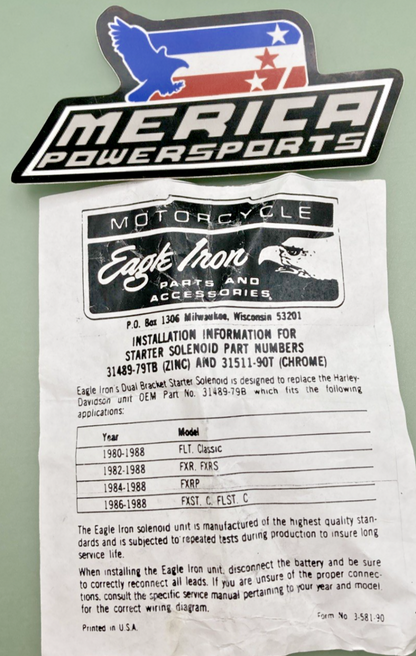 MERICA
POWERSPORTS
MOTORCYCLE
Eagle Iron
PARTS AND
ACCESSORIES
P.O. Box 1306 Milwaukee, Wisconsin 53201
INSTALLATION INFORMATION FOR
STARTER SOLENOID PART NUMBERS
31489-79TB (ZINC) AND 31511-90T (CHROME)
Eagle Iron's Dual Bracket Starter Solenoid is designed to replace the Harley-
Davidson unit OEM Part No. 31489-79B which fits the following
applications:
Year Model
1980-1988 FLT, Classic
1982-1988 FXR, FXRS
1984-1988 FXRP
1986-1988 FXST, C, FLST, C
The Eagle Iron solenoid unit is manufactured of the highest quality stan-
dards and is subjected to repeated tests during production to insure long
service life.
When installing the Eagle Iron unit, disconnect the battery and be sure
to correctly reconnect all leads. If you are unsure of the proper connec-
tions, consult the specific service manual pertaining to your year and model
for the correct wiring diagram.
Form No 3-581-90
Printed in U.S.A.